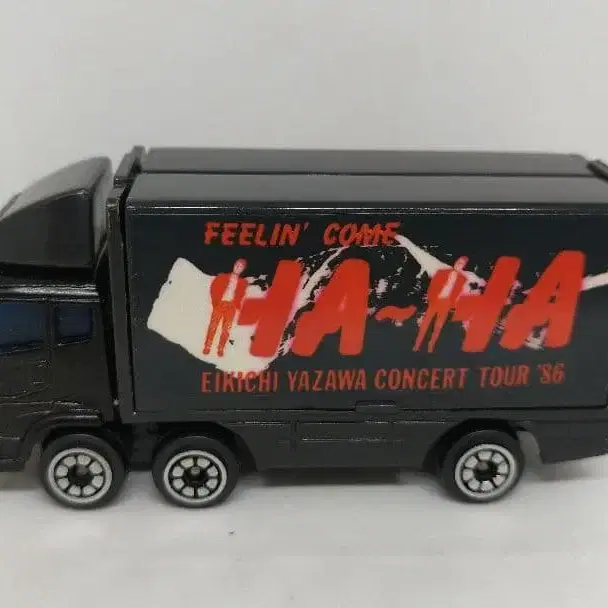 FEELIN' COME
HA~HA
EIKICHI YAZAWA CONCERT TOUR '86